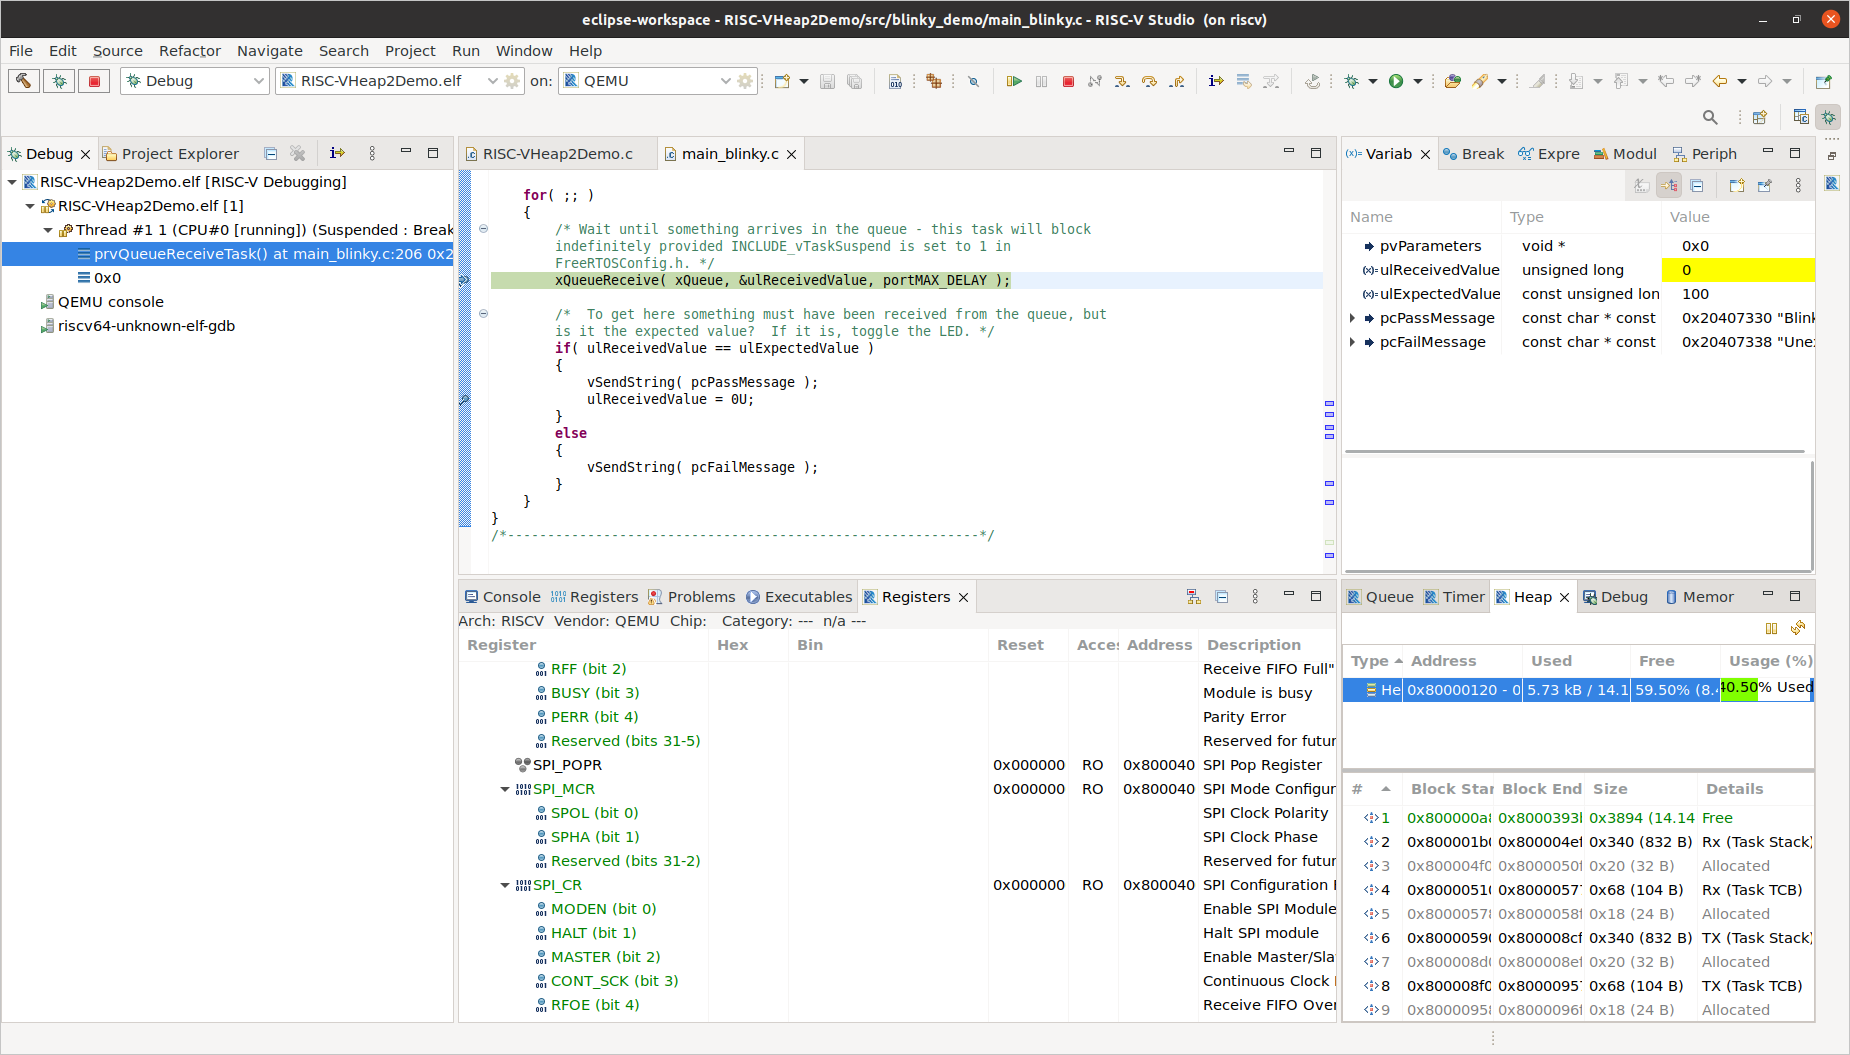 eclipse-workspace - RISC-VHeap2Demo/src/blinky_demo/main_blinky.c - RISC-V Studio (on riscv)
File Edit Source Refactor Navigate Search Project Run Window Help
Debug RISC-VHeap2Demo.elf on: QEMU
Debug Project Explorer
RISC-VHeap2Demo.elf [RISC-V Debugging]
RISC-VHeap2Demo.elf [1]
Thread #1 1 (CPU#0 [running]) (Suspended : Break
prvQueueReceiveTask() at main_blinky.c:206 0x2
0x0
QEMU console
riscv64-unknown-elf-gdb
RISC-VHeap2Demo.c main_blinky.c
for( ;; )
{
/* Wait until something arrives in the queue - this task will block
indefinitely provided INCLUDE_vTaskSuspend is set to 1 in
FreeRTOSConfig.h. */
xQueueReceive( xQueue, &ulReceivedValue, portMAX_DELAY );
/*  To get here something must have been received from the queue, but
is it the expected value?  If it is, toggle the LED. */
if( ulReceivedValue == ulExpectedValue )
{
vSendString( pcPassMessage );
ulReceivedValue = 0U;
}
else
{
vSendString( pcFailMessage );
}
}
}
/*-----------------------------------------------------------*/
Variab Break Expre Modul Periph
Name Type Value
pvParameters void * 0x0
ulReceivedValue unsigned long 0
ulExpectedValue const unsigned lon 100
pcPassMessage const char * const 0x20407330 "Blink
pcFailMessage const char * const 0x20407338 "Unex
Console Registers Problems Executables Registers
Arch: RISCV Vendor: QEMU Chip: Category: --- n/a ---
Register Hex Bin Reset Acces Address Description
RFF (bit 2) Receive FIFO Full"
BUSY (bit 3) Module is busy
PERR (bit 4) Parity Error
Reserved (bits 31-5) Reserved for futur
SPI_POPR 0x000000 RO 0x800040 SPI Pop Register
SPI_MCR 0x000000 RO 0x800040 SPI Mode Configur
SPOL (bit 0) SPI Clock Polarity
SPHA (bit 1) SPI Clock Phase
Reserved (bits 31-2) Reserved for futur
SPI_CR 0x000000 RO 0x800040 SPI Configuration
MODEN (bit 0) Enable SPI Module
HALT (bit 1) Halt SPI module
MASTER (bit 2) Enable Master/Sla
CONT_SCK (bit 3) Continuous Clock
RFOE (bit 4) Receive FIFO Over
Queue Timer Heap Debug Memor
Type Address Used Free Usage (%)
He 0x80000120 - 0 5.73 kB / 14.1 59.50% (8.4 40.50% Used
# Block Star Block End Size Details
1 0x800000a8 0x8000393b 0x3894 (14.14 Free
2 0x800001b0 0x800004ef 0x340 (832 B) Rx (Task Stack)
3 0x800004f0 0x8000050f 0x20 (32 B) Allocated
4 0x80000510 0x80000577 0x68 (104 B) Rx (Task TCB)
5 0x80000578 0x8000058f 0x18 (24 B) Allocated
6 0x80000590 0x800008cf 0x340 (832 B) TX (Task Stack)
7 0x800008d0 0x800008ef 0x20 (32 B) Allocated
8 0x800008f0 0x80000957 0x68 (104 B) TX (Task TCB)
9 0x80000958 0x8000096f 0x18 (24 B) Allocated